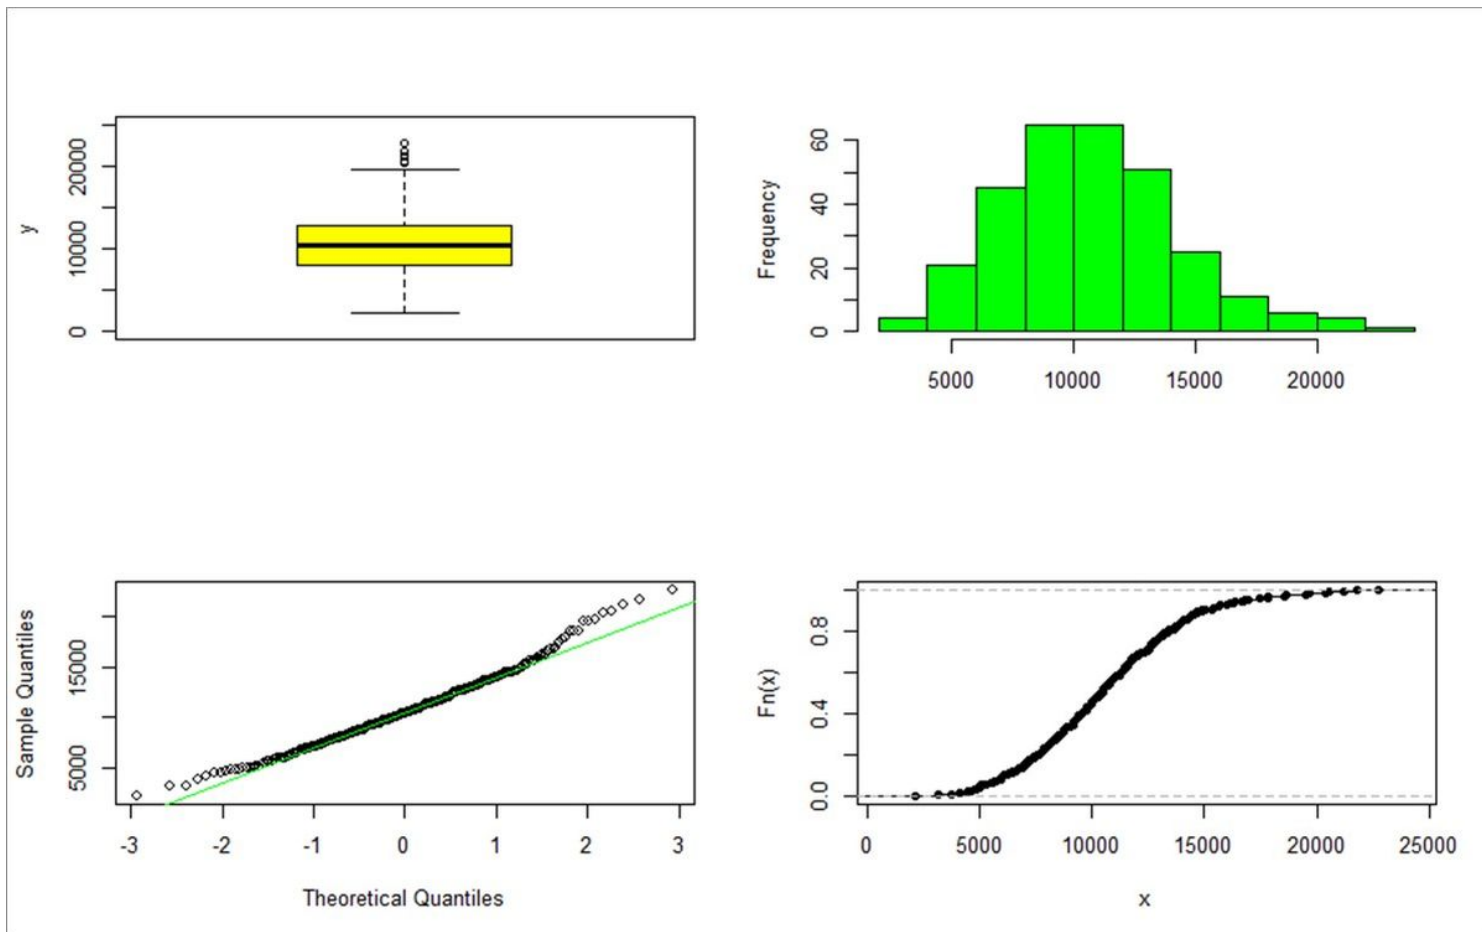 y
0 10000 20000
Frequency
0 20 40 60
5000 10000 15000 20000
Sample Quantiles
5000 15000
-3 -2 -1 0 1 2 3
Theoretical Quantiles
Fn(x)
0.0 0.4 0.8
0 5000 10000 15000 20000 25000
x